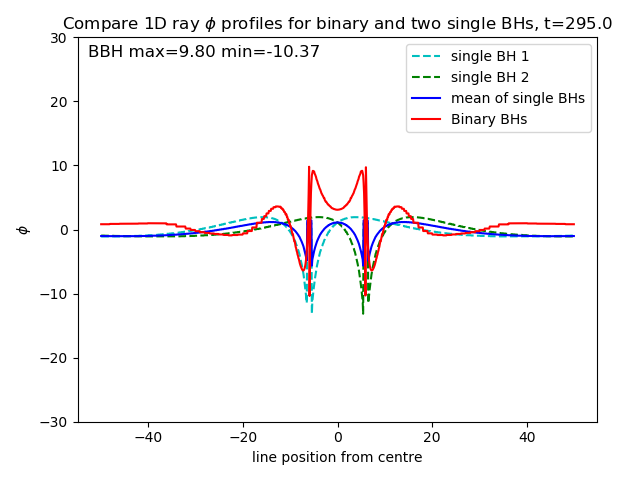 Compare 1D ray ϕ profiles for binary and two single BHs, t=295.0
BBH max=9.80 min=-10.37
single BH 1
single BH 2
mean of single BHs
Binary BHs
30
20
10
0
−10
−20
−30
ϕ
−40
−20
0
20
40
line position from centre